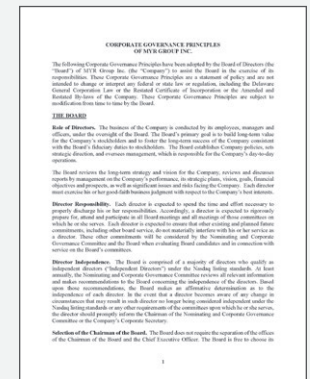 CORPORATE GOVERNANCE PRINCIPLES
OF MYR GROUP INC.
The following Corporate Governance Principles have been adopted by the Board of Directors (the
"Board") of MYR Group Inc. (the "Company") to assist the Board in the exercise of its
responsibilities. These Corporate Governance Principles are a statement of policy and are not
intended to change or interpret any federal or state law or regulation, including the Delaware
General Corporation Law or the Restated Certificate of Incorporation or the Amended and
Restated By-laws of the Company. These Corporate Governance Principles are subject to
modification from time to time by the Board.
THE BOARD
Role of Directors. The business of the Company is conducted by its employees, managers and
officers, under the oversight of the Board. The Board's primary goal is to build long-term value
for the Company's stockholders and to foster the long-term success of the Company consistent
with the Board's fiduciary duties to stockholders. The Board establishes Company policies, sets
strategic direction, and oversees management, which is responsible for the Company's day-to-day
operations.
The Board reviews the long-term strategy and vision for the Company, reviews and discusses
reports by management on the Company's performance, its strategic plans, vision, goals, financial
objectives and prospects, as well as significant issues and risks facing the Company. Each director
must exercise his or her good-faith business judgment with respect to the Company's best interests.
Director Responsibility. Each director is expected to spend the time and effort necessary to
properly discharge his or her responsibilities. Accordingly, a director is expected to rigorously
prepare for, attend and participate in all Board meetings and all meetings of those committees on
which he or she serves. Each director is expected to ensure that other existing and planned future
commitments, including other board service, do not materially interfere with his or her service as
a director. These other commitments will be considered by the Nominating and Corporate
Governance Committee and the Board when evaluating Board candidates and in connection with
service on the Board's committees.
Director Independence. The Board is comprised of a majority of directors who qualify as
independent directors ("Independent Directors") under the Nasdaq listing standards. At least
annually, the Nominating and Corporate Governance Committee reviews all relevant information
and makes recommendations to the Board concerning the independence of the directors. Based
upon those recommendations, the Board makes an affirmative determination as to the
independence of each director. In the event that a director becomes aware of any change in
circumstances that may result in such director no longer being considered independent under the
Nasdaq listing standards or any other requirements of the committees upon which he or she serves,
the director should promptly inform the Chairman of the Nominating and Corporate Governance
Committee or the Company's Corporate Secretary.
Selection of the Chairman of the Board. The Board does not require the separation of the offices
of the Chairman of the Board and the Chief Executive Officer. The Board is free to choose its
1